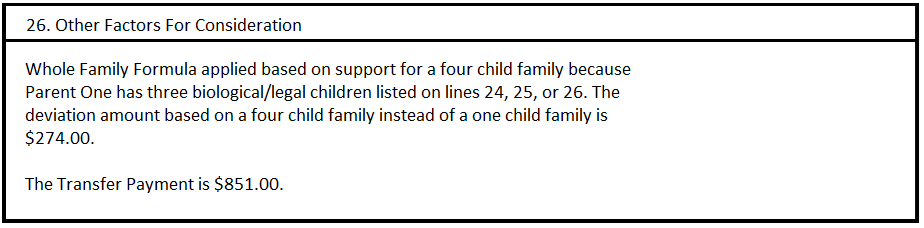 26. Other Factors For Consideration
Whole Family Formula applied based on support for a four child family because
Parent One has three biological/legal children listed on lines 24, 25, or 26. The
deviation amount based on a four child family instead of a one child family is
$274.00.
The Transfer Payment is $851.00.